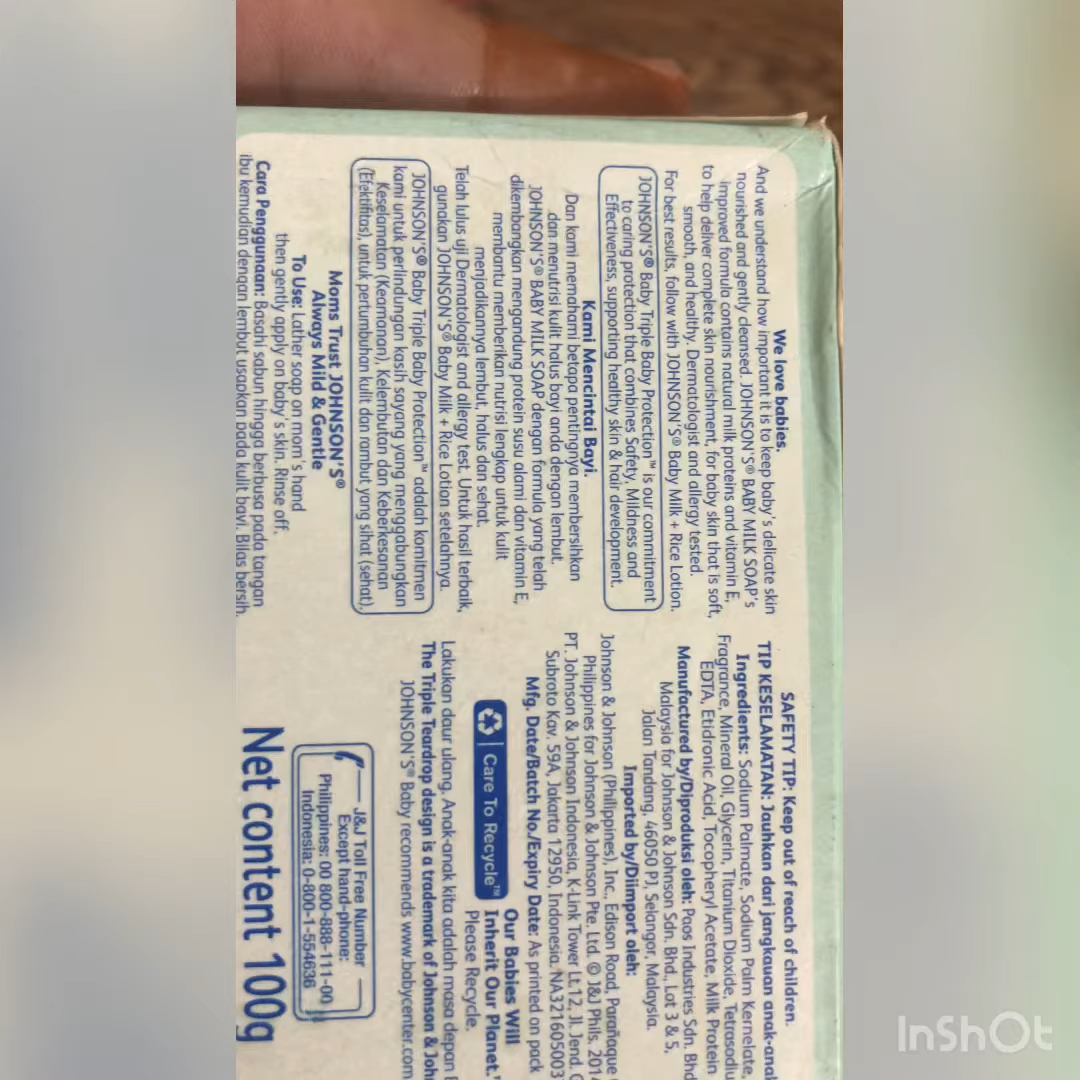 We love babies.
And we understand how important it is to keep baby's delicate skin
nourished and gently cleansed. JOHNSON'S® BABY MILK SOAP's
improved formula contains natural milk proteins and vitamin E,
to help deliver complete skin nourishment, for baby skin that is soft,
smooth, and healthy. Dermatologist and allergy tested.
For best results, follow with JOHNSON'S® Baby Milk + Rice Lotion.
JOHNSON'S® Baby Triple Baby Protection™ is our commitment
to caring protection that combines Safety, Mildness and
Effectiveness, supporting healthy skin & hair development.
Kami Mencintai Bayi.
Dan kami memahami betapa pentingnya membersihkan
dan menutrisi kulit halus bayi anda dengan lembut.
JOHNSON'S® BABY MILK SOAP dengan formula yang telah
dikembangkan mengandung protein susu alami dan vitamin E,
membantu memberikan nutrisi lengkap untuk kulit
menjadikannya lembut, halus dan sehat.
Telah lulus uji Dermatologist and allergy test. Untuk hasil terbaik,
gunakan JOHNSON'S® Baby Milk + Rice Lotion setelahnya.
JOHNSON'S® Baby Triple Baby Protection™ adalah komitmen
kami untuk perlindungan kasih sayang yang menggabungkan
Keselamatan (Keamanan), Kelembutan dan Keberkesanan
(Efektifitas), untuk pertumbuhan kulit dan rambut yang sihat (sehat).
Moms Trust JOHNSON'S®
Always Mild & Gentle
To Use: Lather soap on mom's hand
then gently apply on baby's skin. Rinse off.
Cara Penggunaan: Basahi sabun hingga berbusa pada tangan
ibu kemudian dengan lembut usapkan pada kulit bayi. Bilas bersih.
SAFETY TIP: Keep out of reach of children.
TIP KESELAMATAN: Jauhkan dari jangkauan anak-anak
Ingredients: Sodium Palmate, Sodium Palm Kernelate,
Fragrance, Mineral Oil, Glycerin, Titanium Dioxide, Tetrasodiu
EDTA, Etidronic Acid, Tocopheryl Acetate, Milk Protein
Manufactured by/Diproduksi oleh: Paos Industries Sdn. Bhd
Malaysia for Johnson & Johnson Sdn. Bhd., Lot 3 & 5,
Jalan Tandang, 46050 PJ, Selangor, Malaysia.
Imported by/Diimport oleh:
Johnson & Johnson (Philippines), Inc., Edison Road, Parañaque
Philippines for Johnson & Johnson Pte. Ltd. © J&J Phils. 2014
PT. Johnson & Johnson Indonesia, K-Link Tower Lt.12, Jl. Jend. G
Subroto Kav. 59A, Jakarta 12950, Indonesia. NA321605003
Mfg. Date/Batch No./Expiry Date: As printed on pack
Care To Recycle™
Our Babies Will
Inherit Our Planet.
Please Recycle.
Lakukan daur ulang. Anak-anak kita adalah masa depan
The Triple Teardrop design is a trademark of Johnson & Joh
JOHNSON'S® Baby recommends www.babycenter.com
J&J Toll Free Number
Except hand-phone:
Philippines: 00 800-888-111-00
Indonesia: 0-800-1-554636
Net content 100g
InShOt